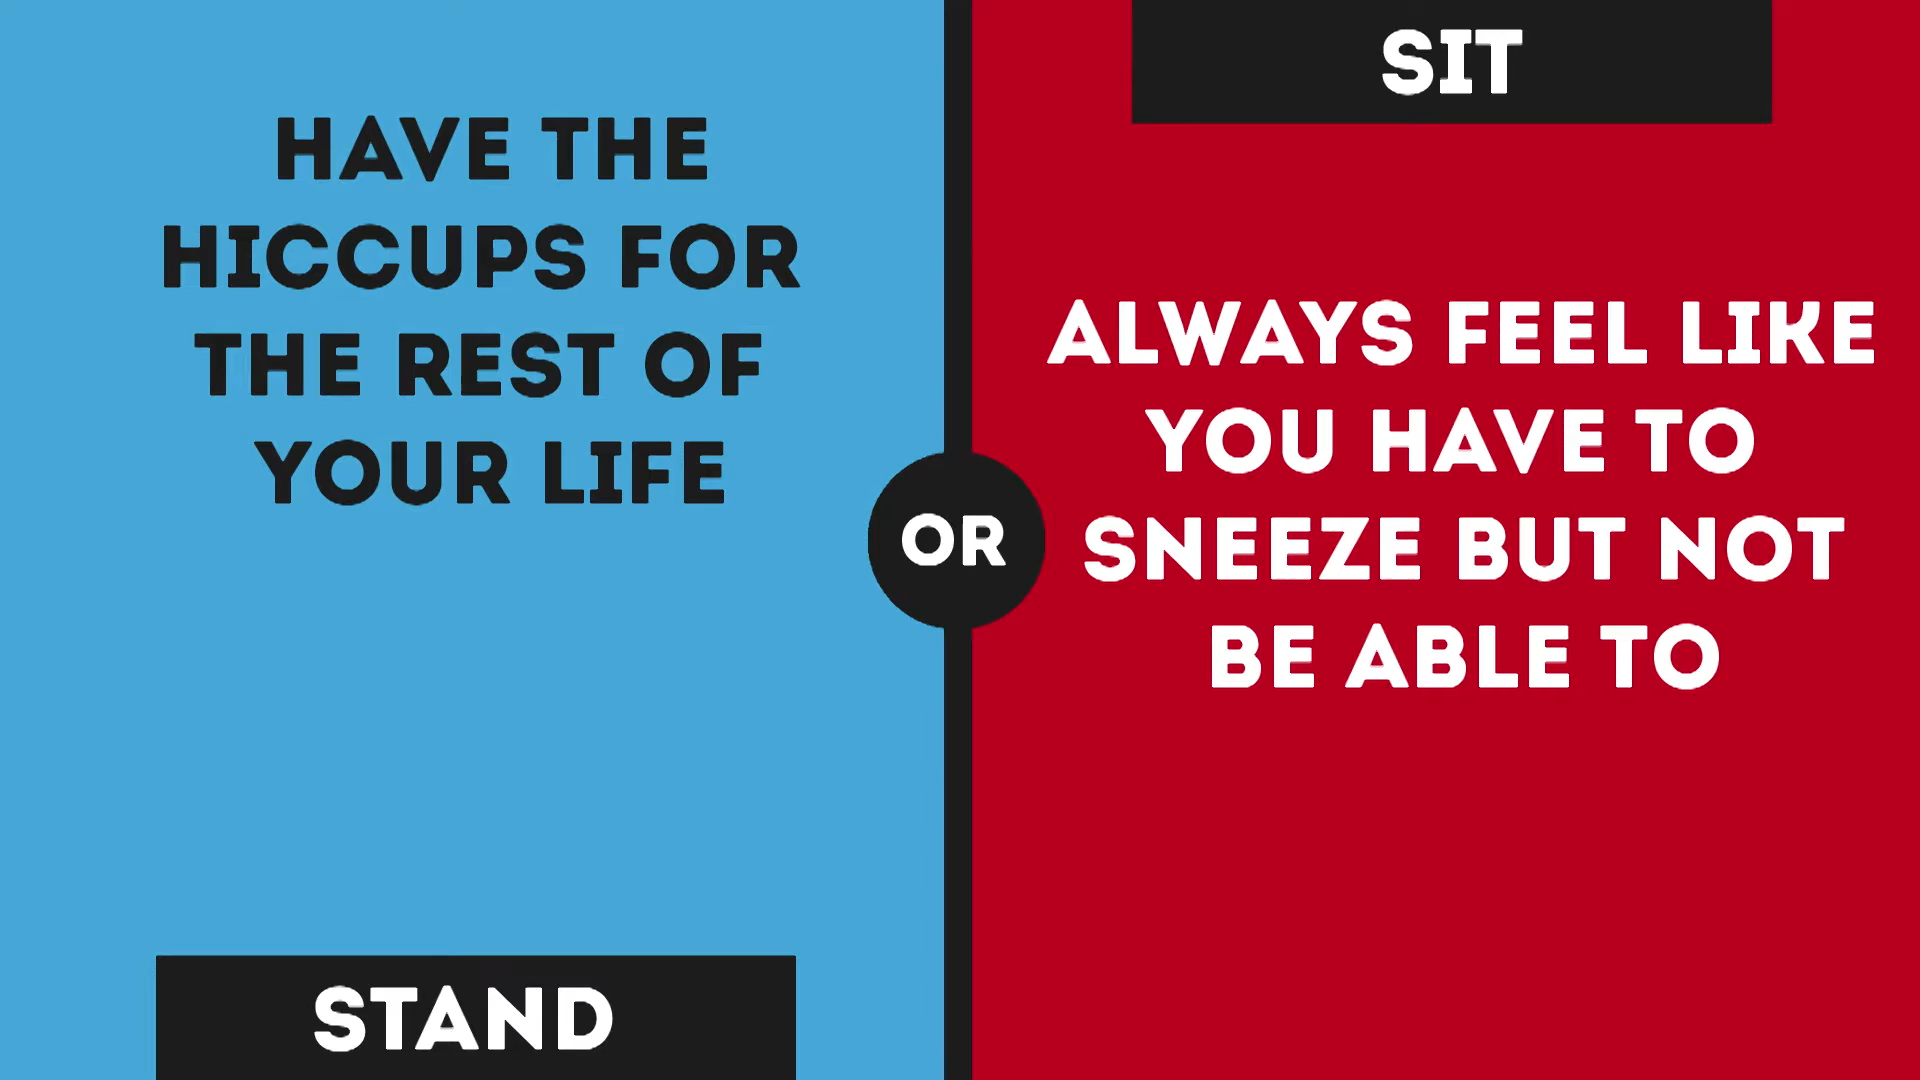 HAVE THE
HICCUPS FOR
THE REST OF
YOUR LIFE
STAND
OR
SIT
ALWAYS FEEL LIKE
YOU HAVE TO
SNEEZE BUT NOT
BE ABLE TO